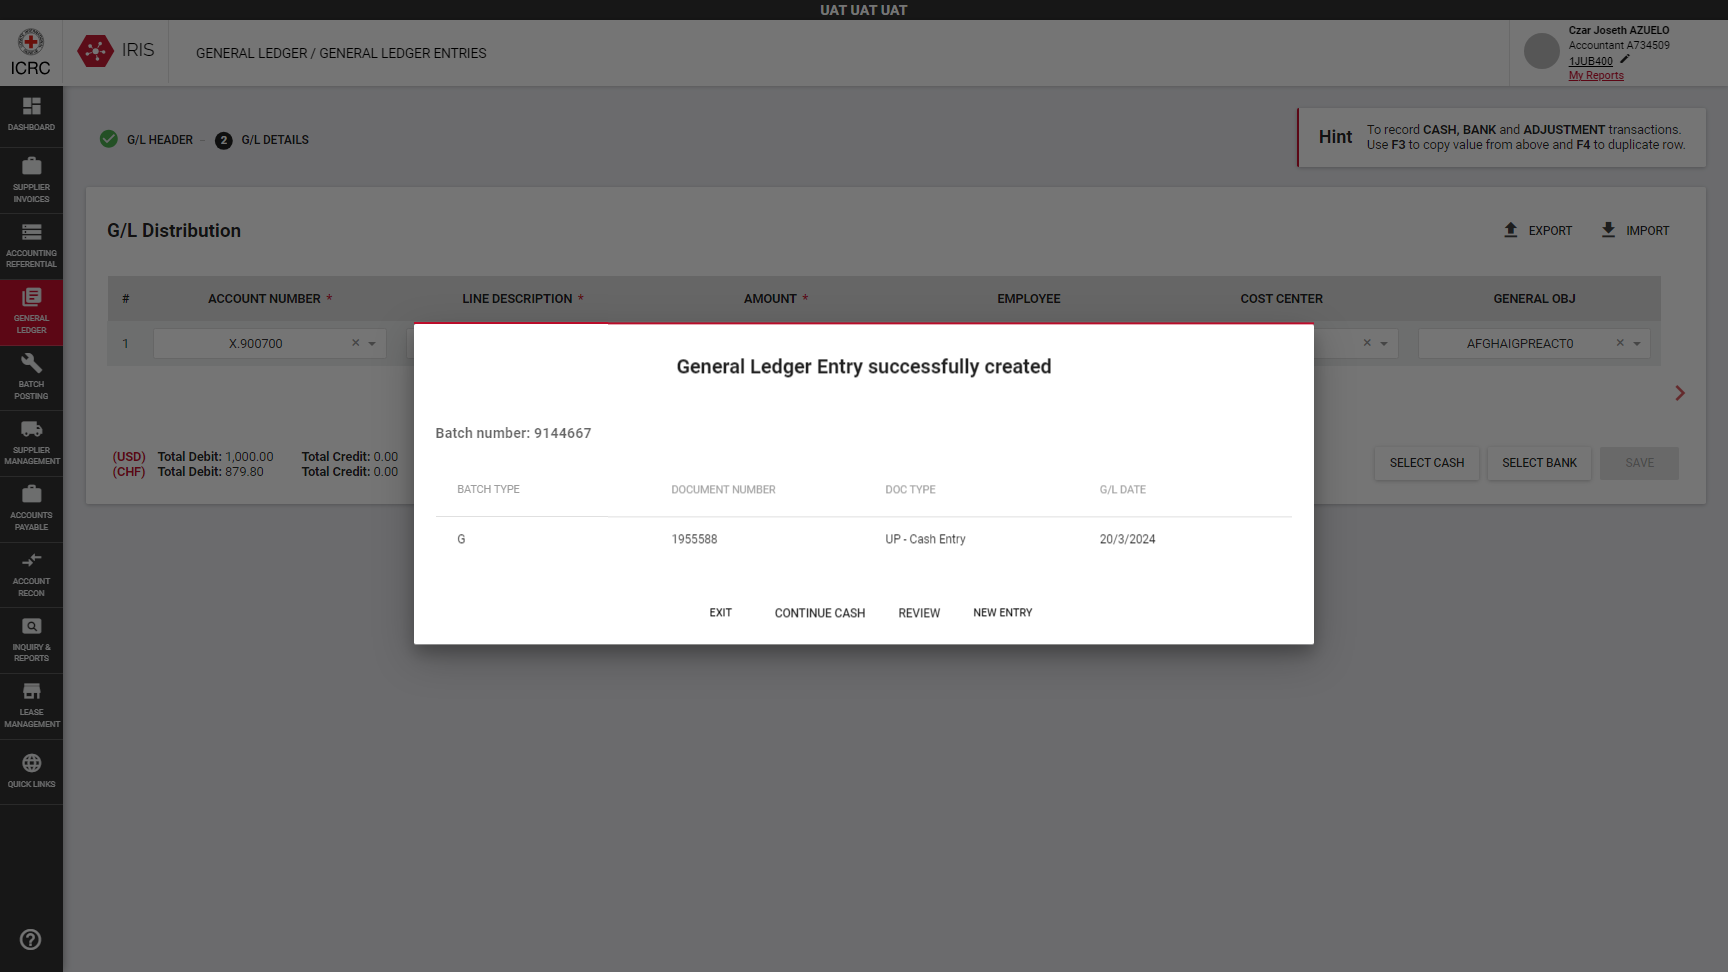 UAT UAT UAT
ICRC
IRIS
GENERAL LEDGER / GENERAL LEDGER ENTRIES
Czar Joseth AZUELO
Accountant A734509
1JUB400
My Reports
DASHBOARD
SUPPLIER
INVOICES
ACCOUNTING
REFERENTIAL
GENERAL
LEDGER
BATCH
POSTING
SUPPLIER
MANAGEMENT
ACCOUNTS
PAYABLE
ACCOUNT
RECON
INQUIRY &
REPORTS
LEASE
MANAGEMENT
QUICK LINKS
G/L HEADER
2 G/L DETAILS
Hint
To record CASH, BANK and ADJUSTMENT transactions.
Use F3 to copy value from above and F4 to duplicate row.
G/L Distribution
EXPORT
IMPORT
# ACCOUNT NUMBER * LINE DESCRIPTION * AMOUNT * EMPLOYEE COST CENTER GENERAL OBJ
1 X.900700 × × AFGHAIGPREACT0 ×
(USD) Total Debit: 1,000.00 Total Credit: 0.00
(CHF) Total Debit: 879.80 Total Credit: 0.00
SELECT CASH
SELECT BANK
SAVE
General Ledger Entry successfully created
Batch number: 9144667
BATCH TYPE DOCUMENT NUMBER DOC TYPE G/L DATE
G 1955588 UP - Cash Entry 20/3/2024
EXIT CONTINUE CASH REVIEW NEW ENTRY